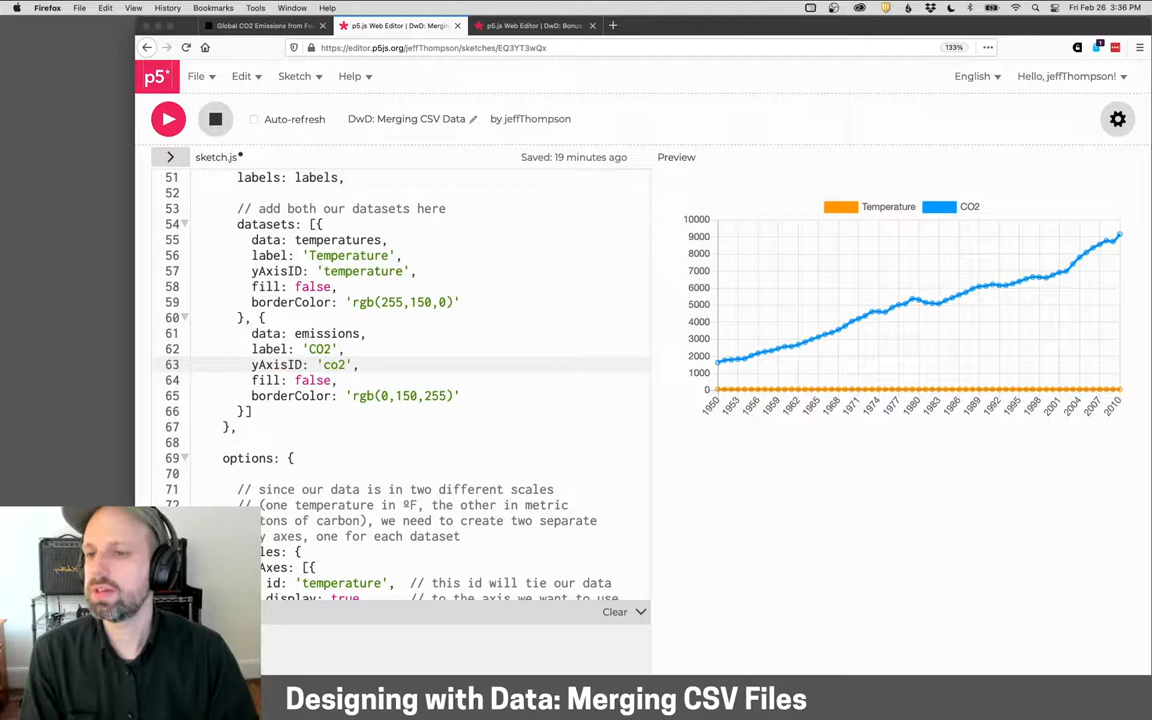 Firefox File Edit View History Bookmarks Tools Window Help Fri Feb 26 3:36 PM
Global CO2 Emissions from Fo
p5.js Web Editor | DwD: Mergin
p5.js Web Editor | DwD: Bonus
https://editor.p5js.org/jeffThompson/sketches/EQ3YT3wQx
133%
p5* File Edit Sketch Help English Hello, jeffThompson!
Auto-refresh DwD: Merging CSV Data by jeffThompson
sketch.js Saved: 19 minutes ago Preview
51 labels: labels,
52
53 // add both our datasets here
54 datasets: [{
55 data: temperatures,
56 label: 'Temperature',
57 yAxisID: 'temperature',
58 fill: false,
59 borderColor: 'rgb(255,150,0)'
60 }, {
61 data: emissions,
62 label: 'CO2',
63 yAxisID: 'co2',
64 fill: false,
65 borderColor: 'rgb(0,150,255)'
66 }]
67 },
68
69 options: {
70
71 // since our data is in two different scales
72 // (one temperature in ºF, the other in metric
tons of carbon), we need to create two separate
y axes, one for each dataset
les: {
Axes: [{
id: 'temperature', // this id will tie our data
display: true, // to the axis we want to use
Clear
Temperature CO2
10000
9000
8000
7000
6000
5000
4000
3000
2000
1000
0
1950 1953 1956 1959 1962 1965 1968 1971 1974 1977 1980 1983 1986 1989 1992 1995 1998 2001 2004 2007 2010
Designing with Data: Merging CSV Files